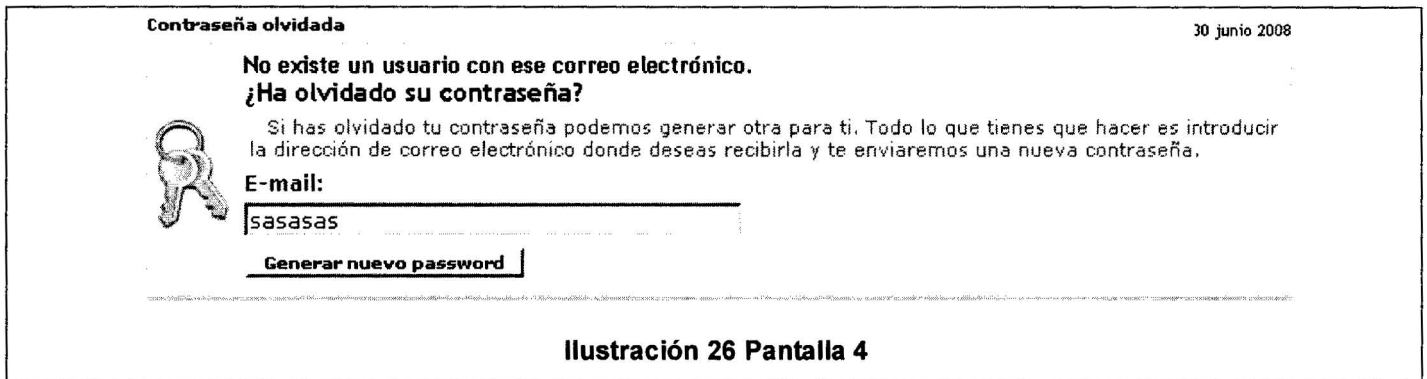 Contraseña olvidada
30 junio 2008
No existe un usuario con ese correo electrónico.
¿Ha olvidado su contraseña?
Si has olvidado tu contraseña podemos generar otra para ti. Todo lo que tienes que hacer es introducir
la dirección de correo electrónico donde deseas recibirla y te enviaremos una nueva contraseña.
E-mail:
sasasas
Generar nuevo password
Ilustración 26 Pantalla 4